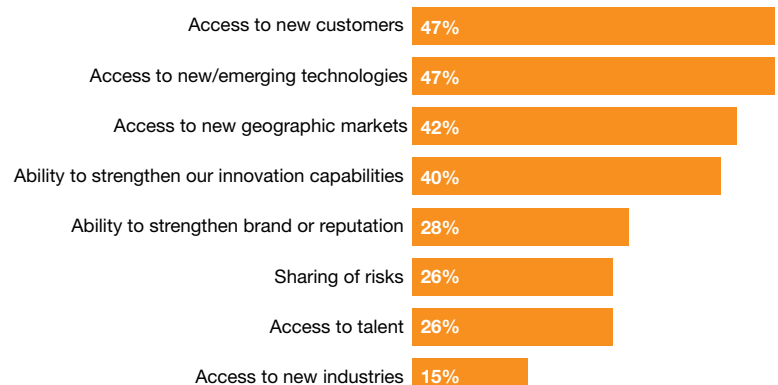 Access to new customers 47%
Access to new/emerging technologies 47%
Access to new geographic markets 42%
Ability to strengthen our innovation capabilities 40%
Ability to strengthen brand or reputation 28%
Sharing of risks 26%
Access to talent 26%
Access to new industries 15%